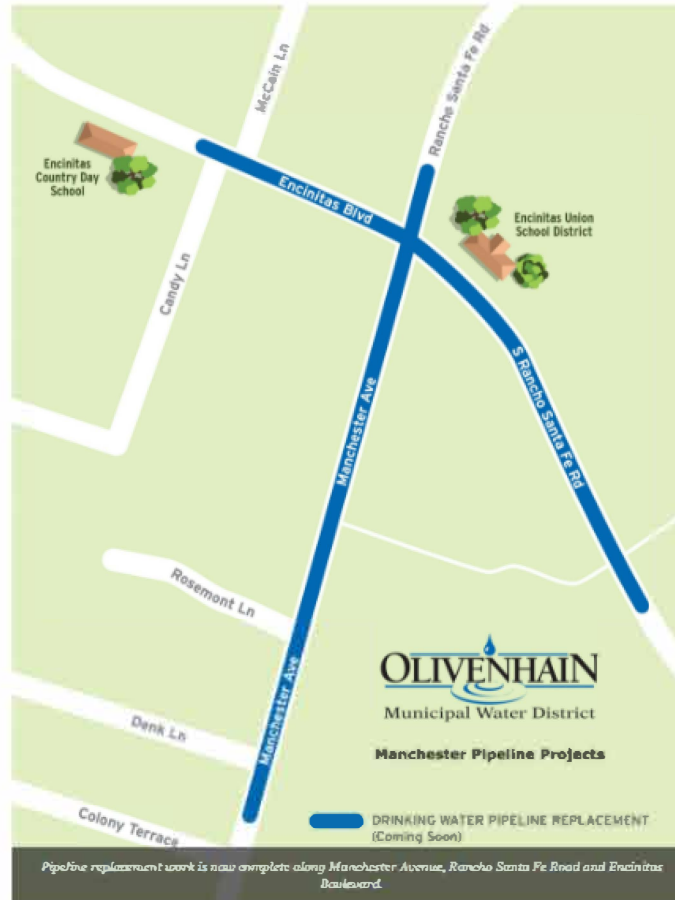 McCain Ln
Rancho Santa Fe Rd
Encinitas
Country Day
School
Encinitas Blvd
Encinitas Union
School District
Candy Ln
S Rancho Santa Fe Rd
Manchester Ave
Rosemont Ln
Manchester Ave
OLIVENHAIN
Municipal Water District
Denk Ln
Manchester Pipeline Projects
Colony Terrace
DRINKING WATER PIPELINE REPLACEMENT
(Coming Soon)
Pipeline replacement work is now complete along Manchester Avenue, Rancho Santa Fe Road and Encinitas
Boulevard.